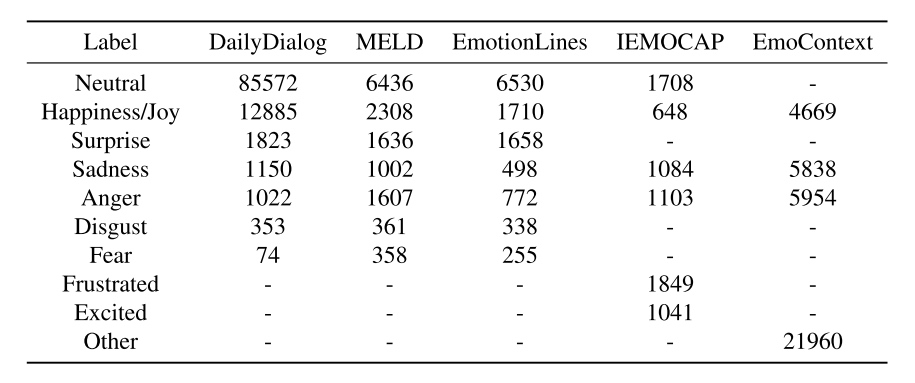 Label DailyDialog MELD EmotionLines IEMOCAP EmoContext
Neutral 85572 6436 6530 1708 -
Happiness/Joy 12885 2308 1710 648 4669
Surprise 1823 1636 1658 - -
Sadness 1150 1002 498 1084 5838
Anger 1022 1607 772 1103 5954
Disgust 353 361 338 - -
Fear 74 358 255 - -
Frustrated - - - 1849 -
Excited - - - 1041 -
Other - - - - 21960